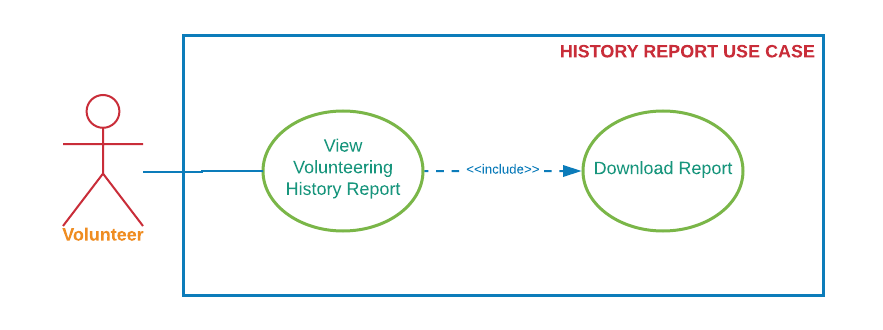 HISTORY REPORT USE CASE
View
Volunteering
History Report
<<include>>
Download Report
Volunteer